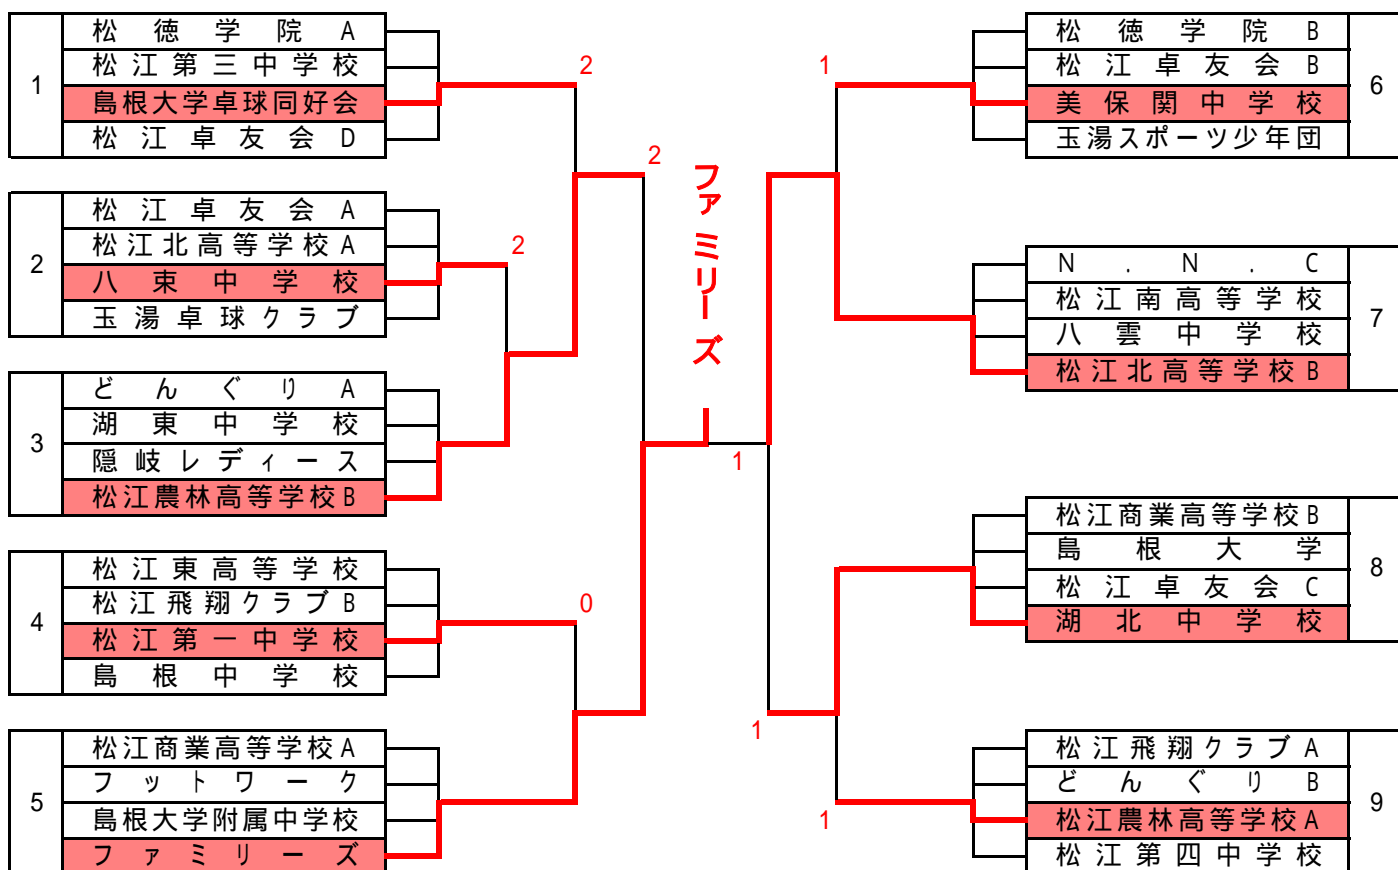 1
松徳学院A
松江第三中学校
島根大学卓球同好会
松江卓友会D
2
松江卓友会A
松江北高等学校A
八束中学校
玉湯卓球クラブ
3
どんぐりA
湖東中学校
隠岐レディース
松江農林高等学校B
4
松江東高等学校
松江飛翔クラブB
松江第一中学校
島根中学校
5
松江商業高等学校A
フットワーク
島根大学附属中学校
ファミリーズ
2
2
2
0
ファミリーズ
1
1
1
1
松徳学院B
松江卓友会B
美保関中学校
玉湯スポーツ少年団
6
N.N.C
松江南高等学校
八雲中学校
松江北高等学校B
7
松江商業高等学校B
島根大学
松江卓友会C
湖北中学校
8
松江飛翔クラブA
どんぐりB
松江農林高等学校A
松江第四中学校
9